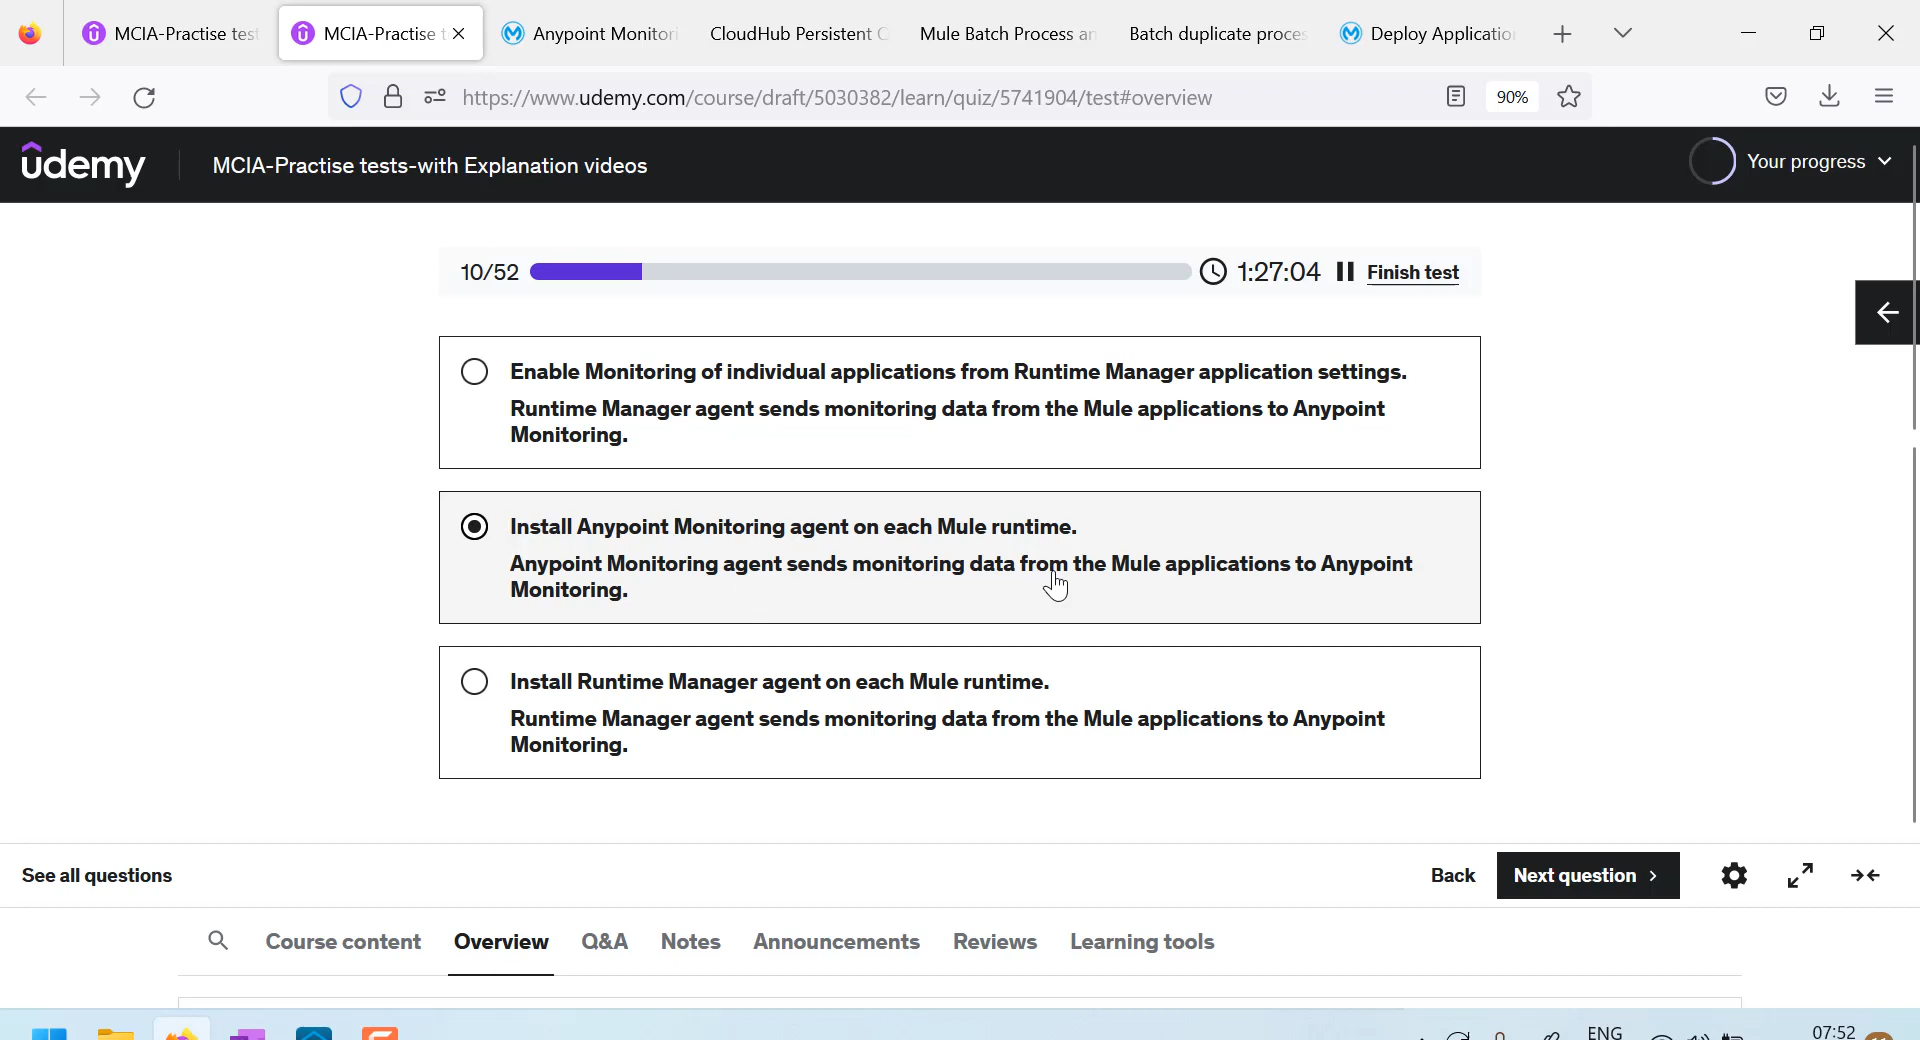 MCIA-Practise tes
MCIA-Practise t
Anypoint Monitori
CloudHub Persistent
Mule Batch Process an
Batch duplicate proces
Deploy Applicatio
https://www.udemy.com/course/draft/5030382/learn/quiz/5741904/test#overview
90%
udemy
MCIA-Practise tests-with Explanation videos
Your progress
10/52
1:27:04
Finish test
Enable Monitoring of individual applications from Runtime Manager application settings.
Runtime Manager agent sends monitoring data from the Mule applications to Anypoint
Monitoring.
Install Anypoint Monitoring agent on each Mule runtime.
Anypoint Monitoring agent sends monitoring data from the Mule applications to Anypoint
Monitoring.
Install Runtime Manager agent on each Mule runtime.
Runtime Manager agent sends monitoring data from the Mule applications to Anypoint
Monitoring.
See all questions
Back
Next question
Course content
Overview
Q&A
Notes
Announcements
Reviews
Learning tools
ENG
07:52